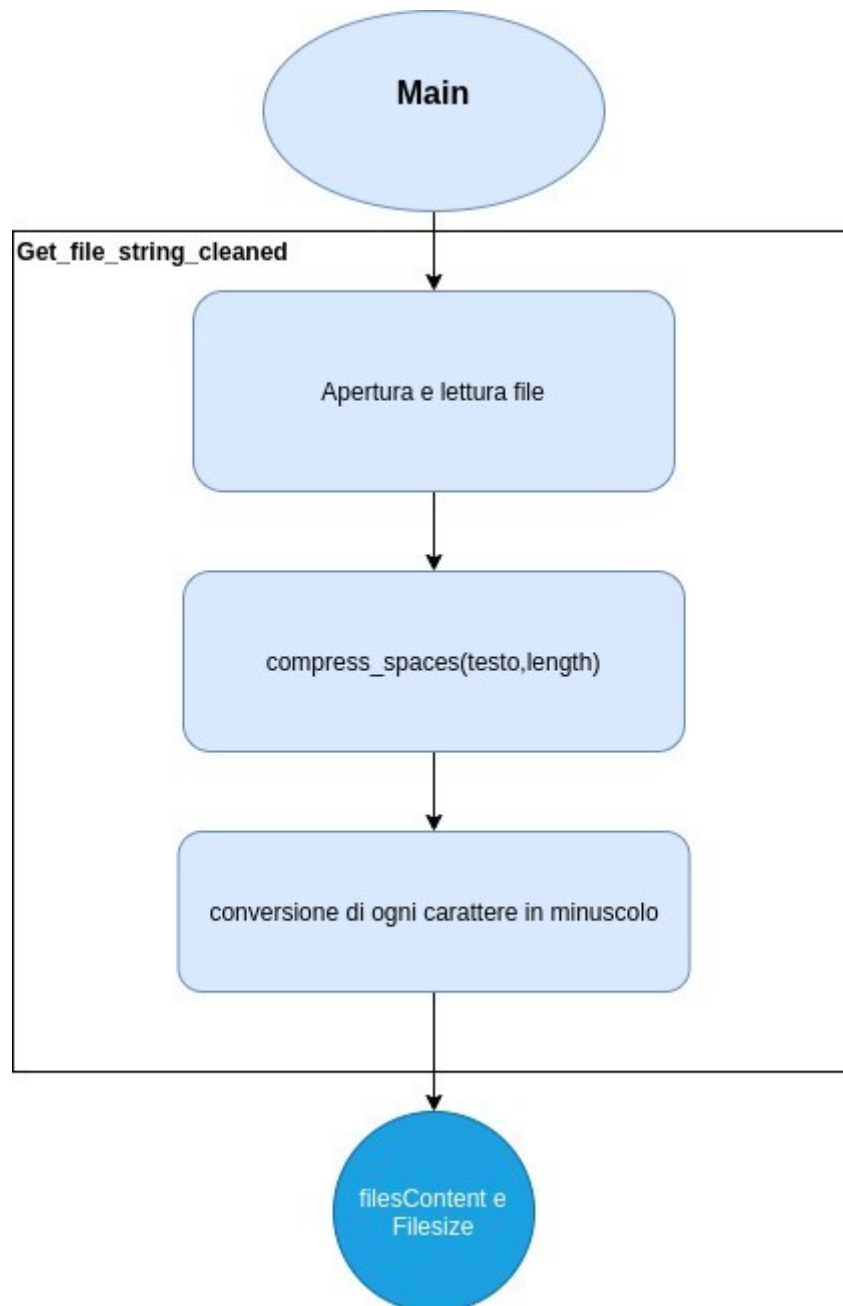 Main
Get_file_string_cleaned
Apertura e lettura file
compress_spaces(testo,length)
conversione di ogni carattere in minuscolo
filesContent e
Filesize